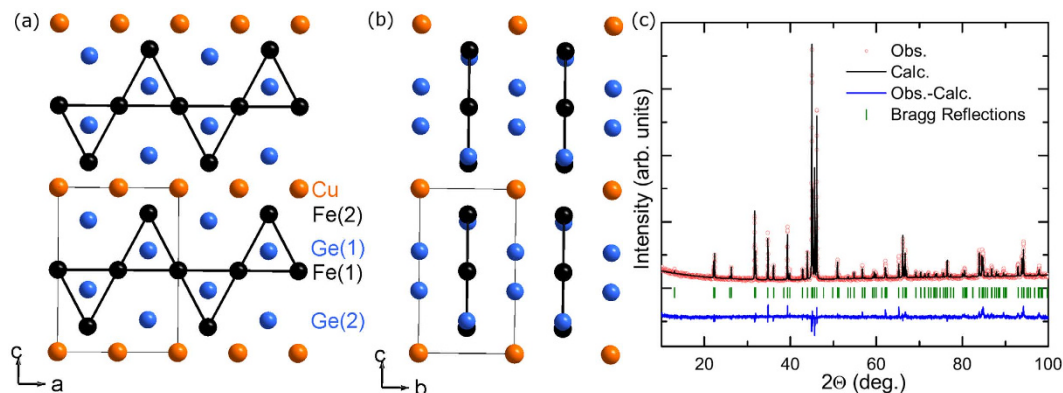 (a)
Cu
Fe(2)
Ge(1)
Fe(1)
Ge(2)
c
a
(b)
c
b
(c)
Intensity (arb. units)
Obs.
Calc.
Obs.-Calc.
Bragg Reflections
20 40 60 80 100
2Θ (deg.)